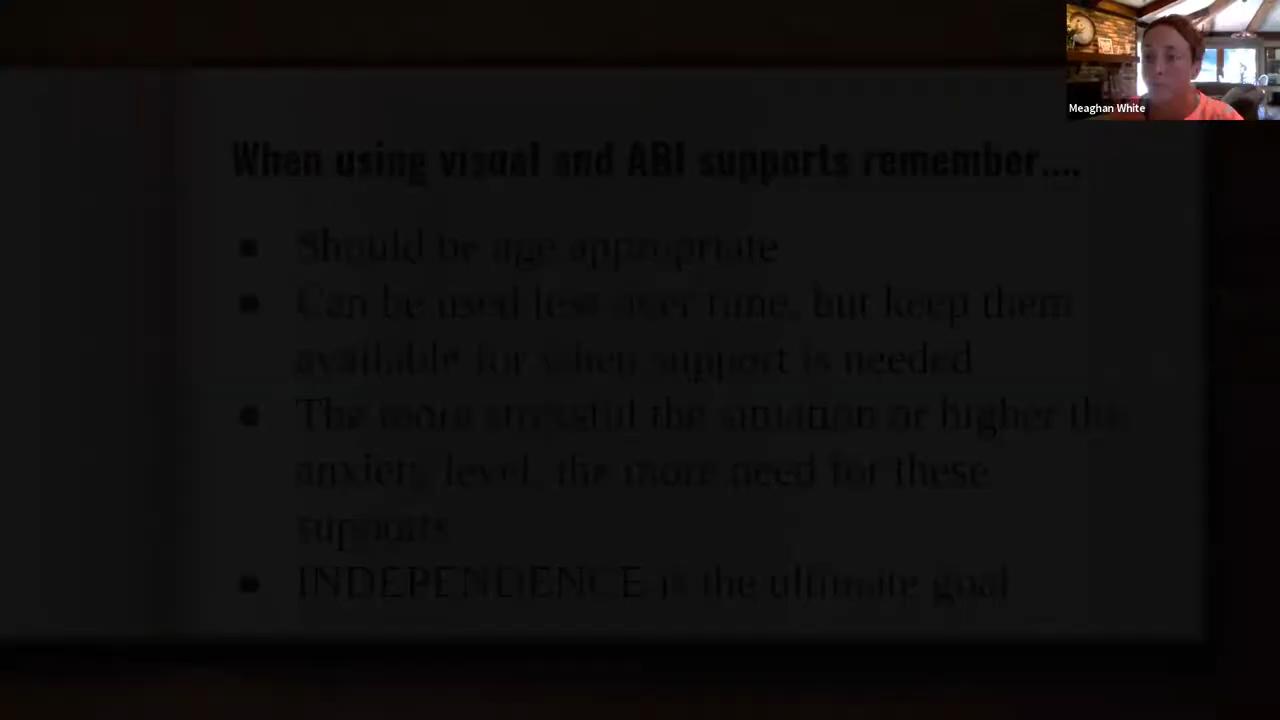 Meaghan White
When using visual and ABI supports remember....
● Should be age appropriate
● Can be used less over time, but keep them
available for when support is needed
● The more stressful the situation or higher the
anxiety level, the more need for these
supports
● INDEPENDENCE is the ultimate goal